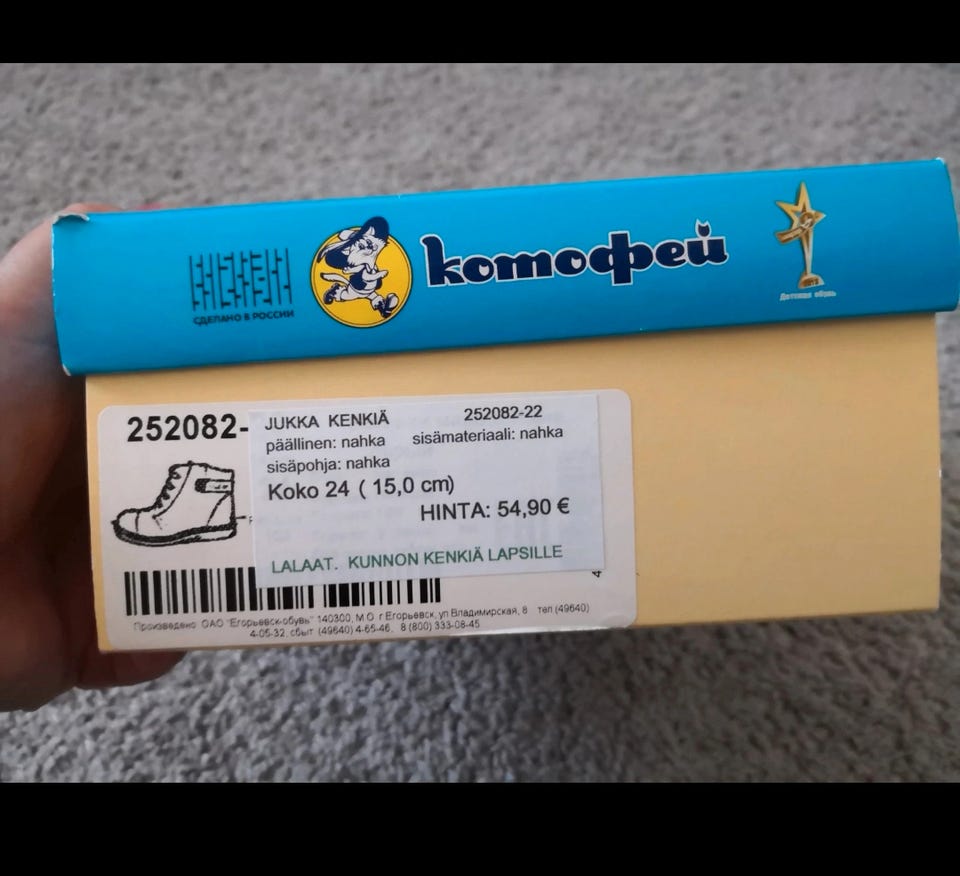 СДЕЛАНО В РОССИИ
котофей
Детская обувь
252082-
JUKKA KENKIÄ 252082-22
päällinen: nahka sisämateriaali: nahka
sisäpohja: nahka
Koko 24 ( 15,0 cm)
HINTA: 54,90 €
LALAAT. KUNNON KENKIÄ LAPSILLE
Произведено ОАО "Егорьевск-обувь" 140300, М.О. г Егорьевск, ул Владимирская, 8 тел (49640)
4-05-32, сбыт (49640) 4-65-46, 8 (800) 333-08-45